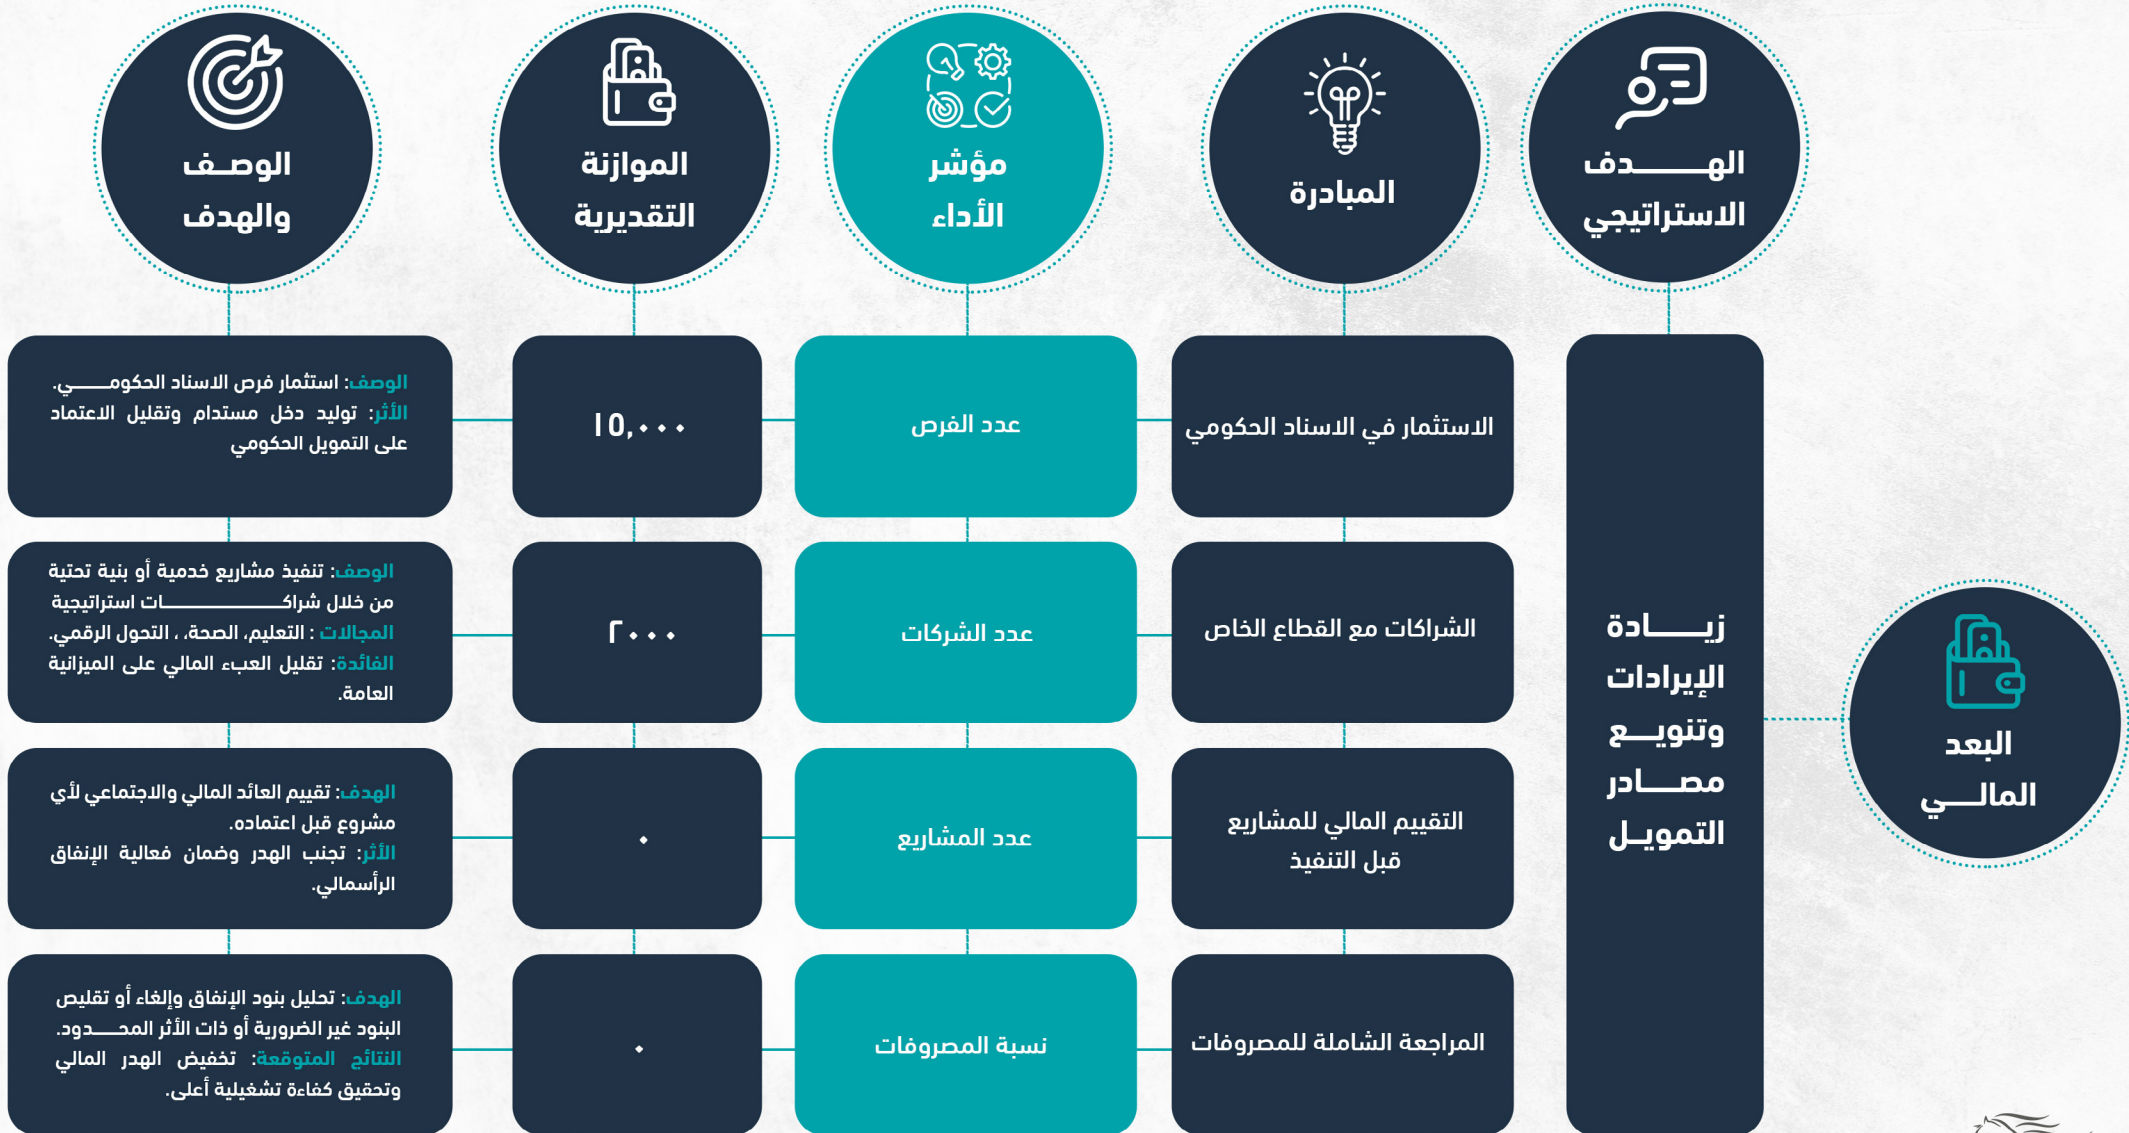 الهدف
الاستراتيجي
المبادرة
مؤشر
الأداء
الموازنة
التقديرية
الوصف
والهدف
البعد
المالي
زيادة
الإيرادات
وتنويع
مصادر
التمويل
الاستثمار في الاسناد الحكومي
عدد الفرص
١٥,٠٠٠
الوصف: استثمار فرص الاسناد الحكومي.
الأثر: توليد دخل مستدام وتقليل الاعتماد
على التمويل الحكومي
الشراكات مع القطاع الخاص
عدد الشركات
٢٠٠٠
الوصف: تنفيذ مشاريع خدمية أو بنية تحتية
من خلال شراكات استراتيجية
المجالات : التعليم، الصحة، ، التحول الرقمي.
الفائدة: تقليل العبء المالي على الميزانية
العامة.
التقييم المالي للمشاريع
قبل التنفيذ
عدد المشاريع
٠
الهدف: تقييم العائد المالي والاجتماعي لأي
مشروع قبل اعتماده.
الأثر: تجنب الهدر وضمان فعالية الإنفاق
الرأسمالي.
المراجعة الشاملة للمصروفات
نسبة المصروفات
٠
الهدف: تحليل بنود الإنفاق وإلغاء أو تقليص
البنود غير الضرورية أو ذات الأثر المحدود.
النتائج المتوقعة: تخفيض الهدر المالي
وتحقيق كفاءة تشغيلية أعلى.